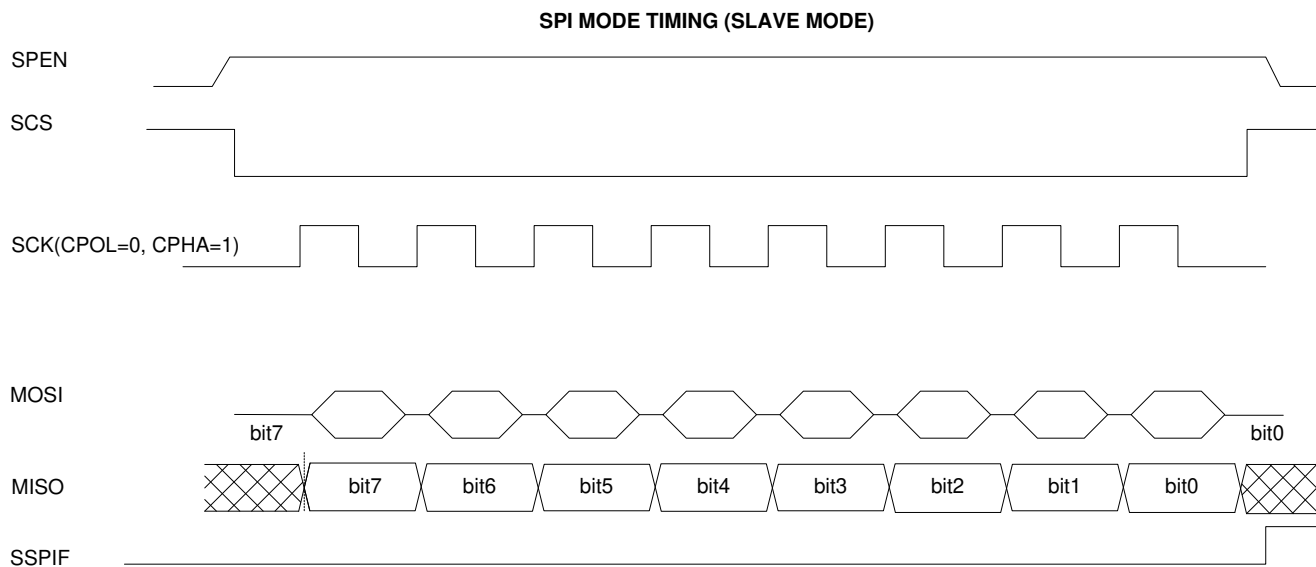 SPI MODE TIMING (SLAVE MODE)
SPEN
SCS
SCK(CPOL=0, CPHA=1)
MOSI
bit7 bit0
MISO bit7 bit6 bit5 bit4 bit3 bit2 bit1 bit0
SSPIF